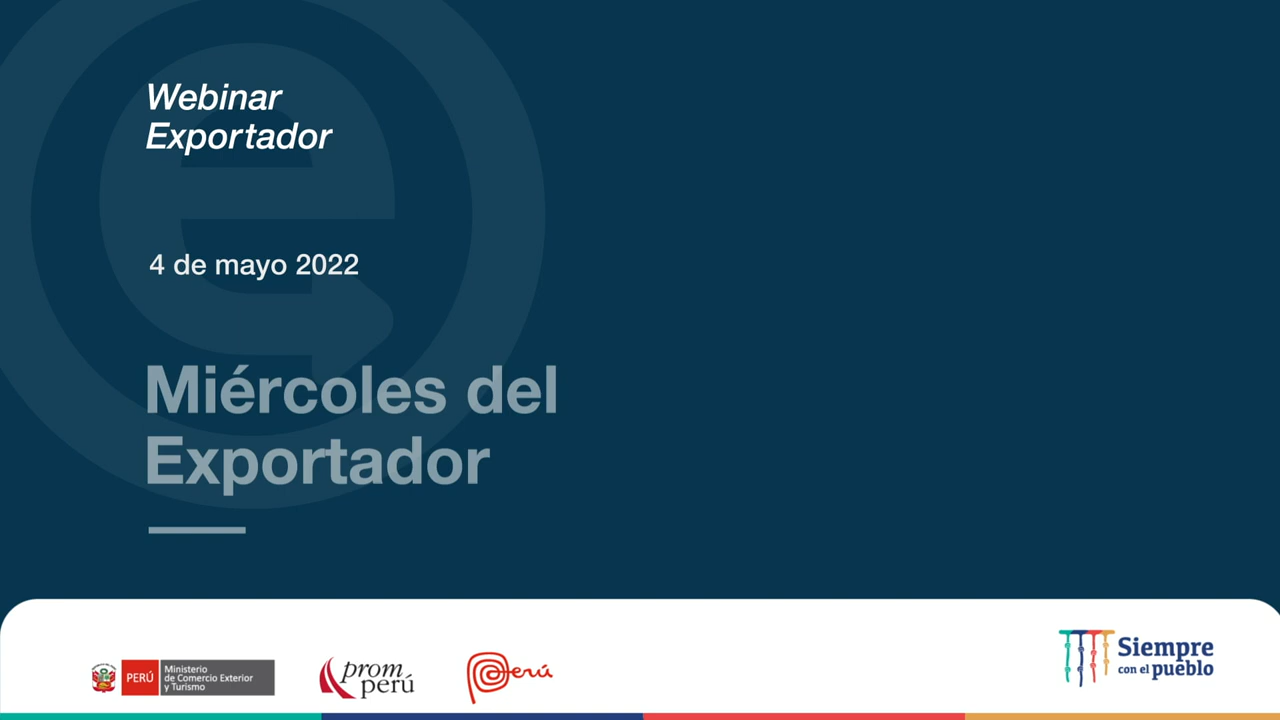 Webinar
Exportador
4 de mayo 2022
Miércoles del
Exportador
PERÚ
Ministerio
de Comercio Exterior
y Turismo
prom
perú
Perú
Siempre
con el pueblo